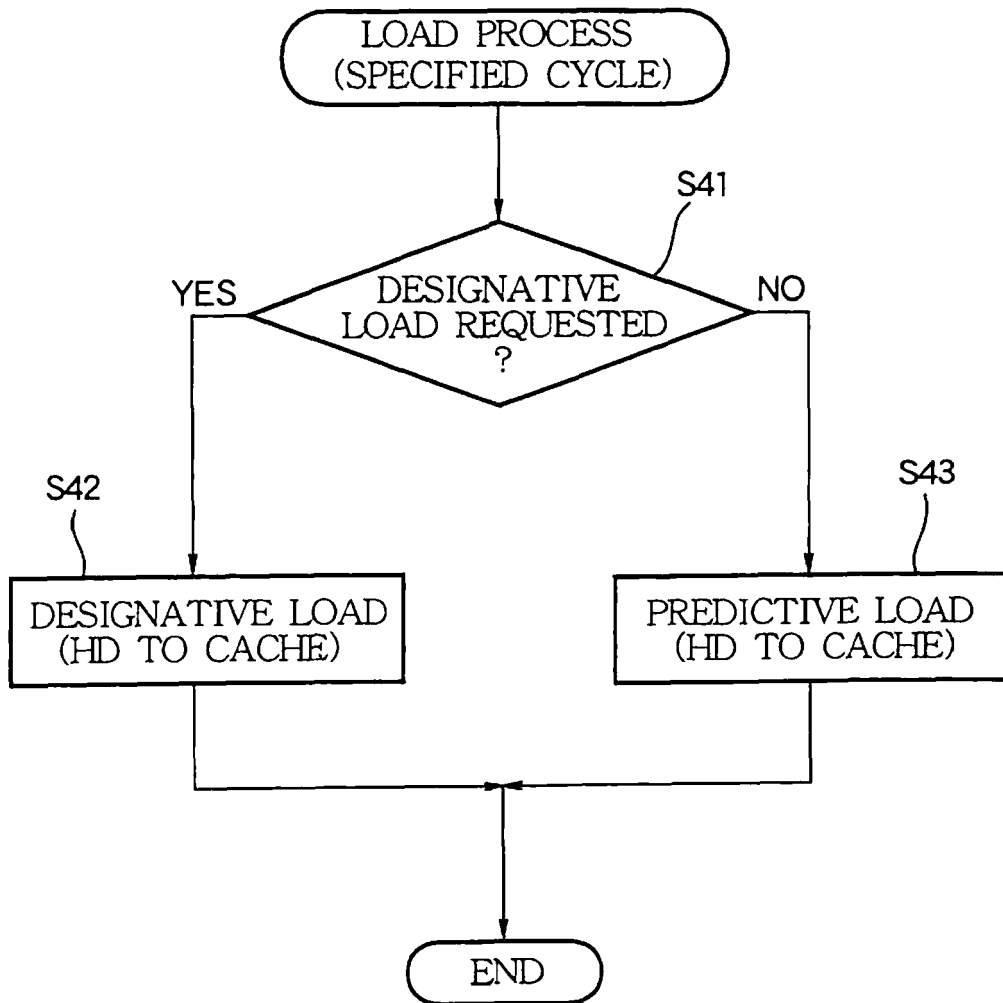 LOAD PROCESS
(SPECIFIED CYCLE)
S41
YES
DESIGNATIVE
LOAD REQUESTED
?
NO
S42
S43
DESIGNATIVE LOAD
(HD TO CACHE)
PREDICTIVE LOAD
(HD TO CACHE)
END